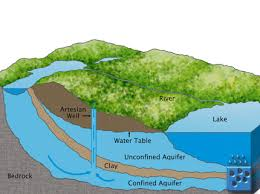 River
Lake
Artesian
Well
Water Table
Unconfined Aquifer
Bedrock
Clay
Confined Aquifer